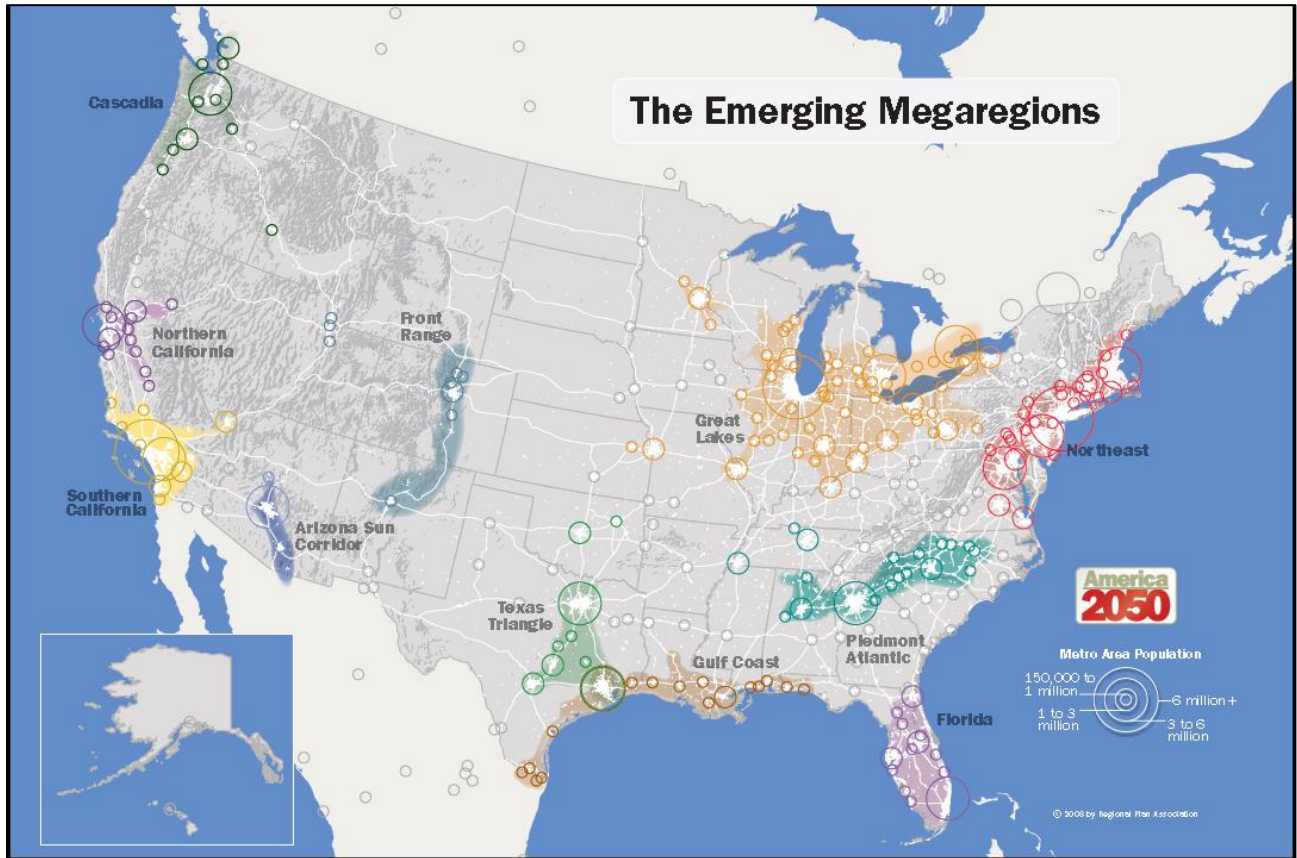 The Emerging Megaregions
Cascadia
Northern
California
Front
Range
Great
Lakes
Northeast
Southern
California
Arizona Sun
Corridor
Texas
Triangle
Gulf Coast
Piedmont
Atlantic
Florida
America
2050
Metro Area Population
150,000 to
1 million
6 million+
1 to 3
million
3 to 6
million
© 2008 by Regional Plan Association